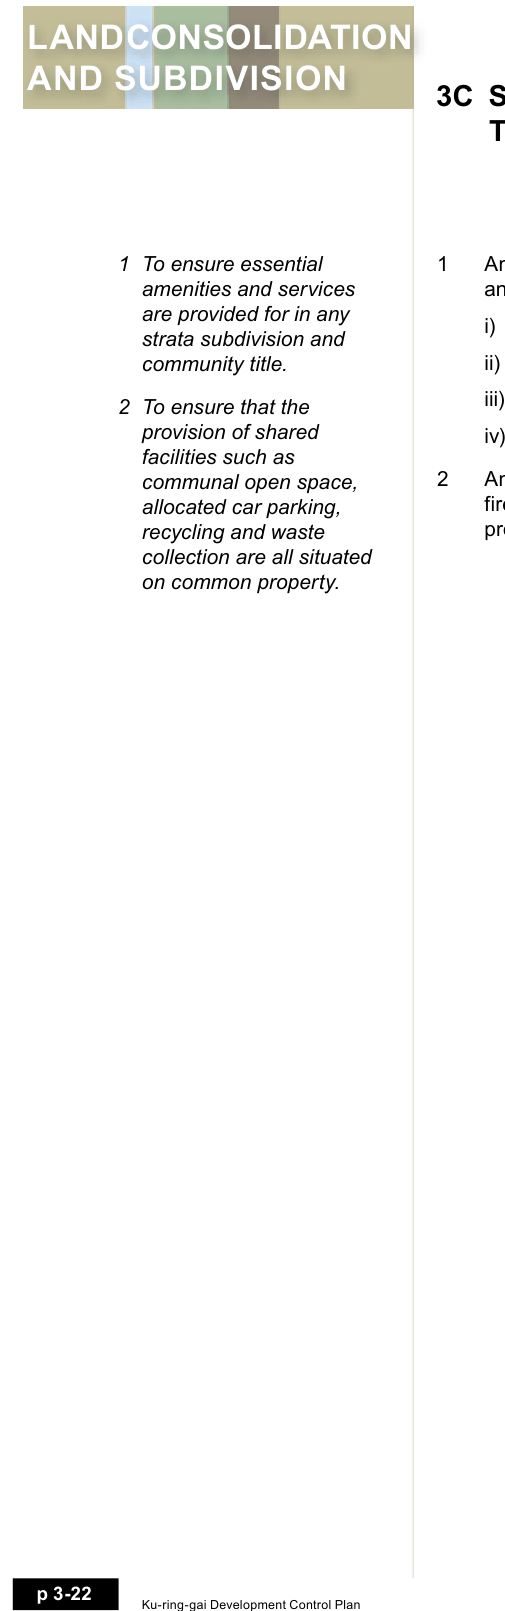 LANDCONSOLIDATION
AND SUBDIVISION
1 To ensure essential
amenities and services
are provided for in any
strata subdivision and
community title.
2 To ensure that the
provision of shared
facilities such as
communal open space,
allocated car parking,
recycling and waste
collection are all situated
on common property.
3C S
T
1
i)
ii)
iii)
iv)
2
p 3-22
Ku-ring-gai Development Control Plan